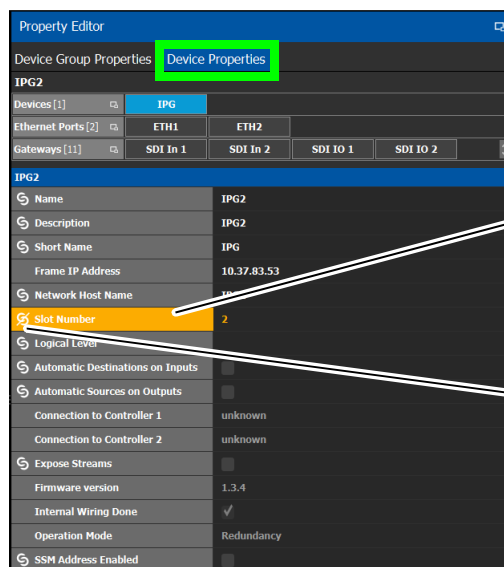 Property Editor
Device Group Properties Device Properties
IPG2
Devices [1] IPG
Ethernet Ports [2] ETH1 ETH2
Gateways [11] SDI In 1 SDI In 2 SDI IO 1 SDI IO 2
IPG2
Name IPG2
Description IPG2
Short Name IPG
Frame IP Address 10.37.83.53
Network Host Name
Slot Number 2
Logical Level
Automatic Destinations on Inputs
Automatic Sources on Outputs
Connection to Controller 1 unknown
Connection to Controller 2 unknown
Expose Streams
Firmware version 1.3.4
Internal Wiring Done
Operation Mode Redundancy
SSM Address Enabled